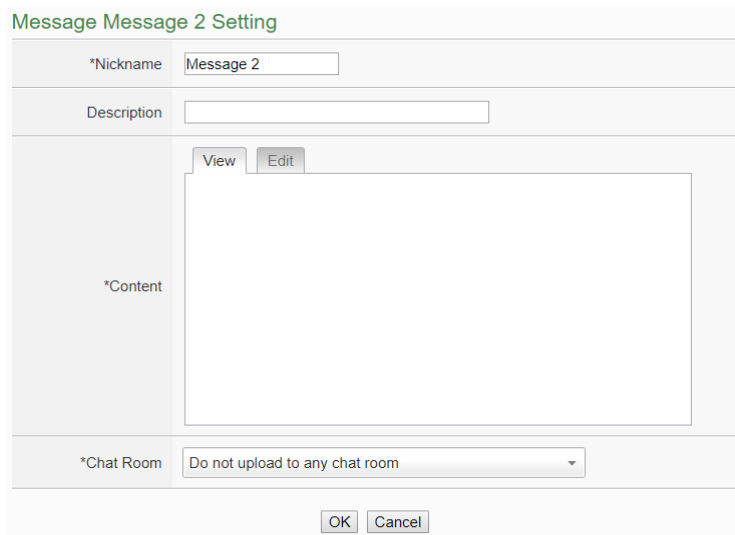 Message Message 2 Setting
*Nickname Message 2
Description
View Edit
*Content
*Chat Room Do not upload to any chat room
OK Cancel